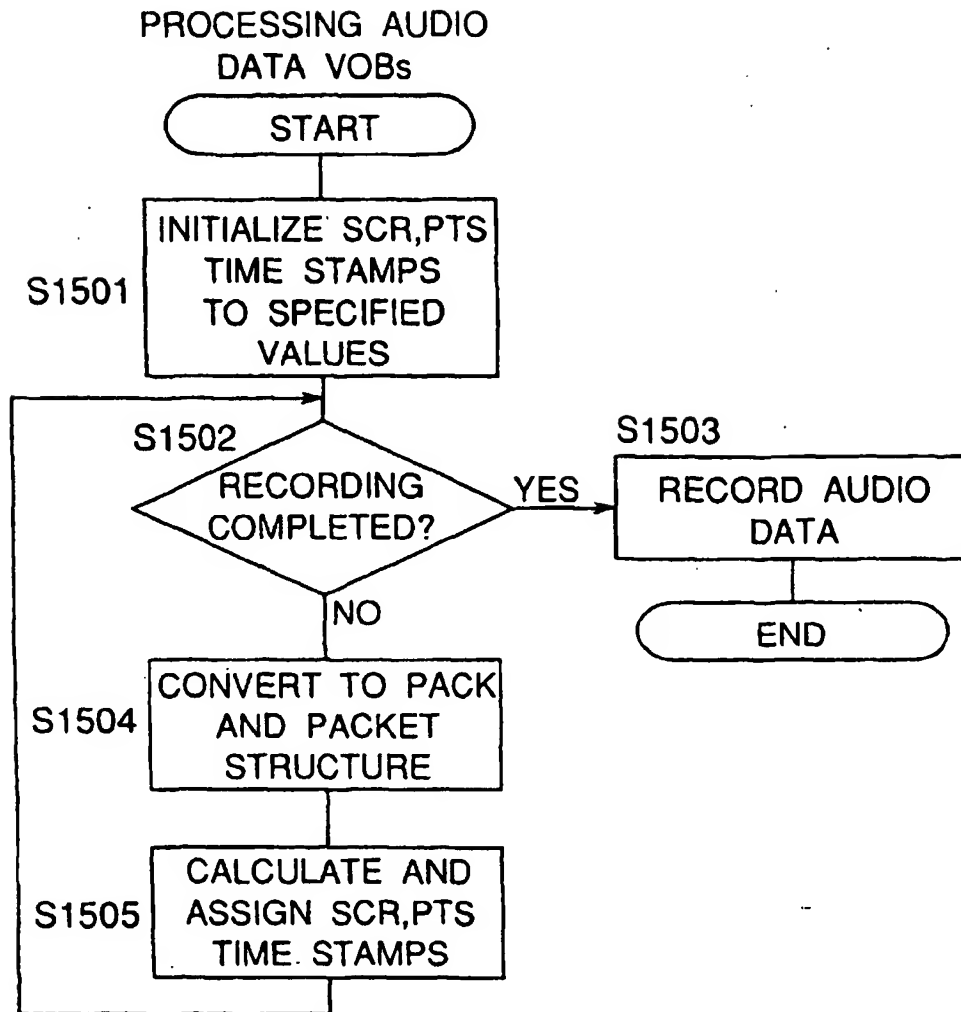 PROCESSING AUDIO
DATA VOBs
START
S1501
INITIALIZE SCR,PTS
TIME STAMPS
TO SPECIFIED
VALUES
S1502
RECORDING
COMPLETED?
YES
S1503
RECORD AUDIO
DATA
END
NO
S1504
CONVERT TO PACK
AND PACKET
STRUCTURE
S1505
CALCULATE AND
ASSIGN SCR,PTS
TIME STAMPS